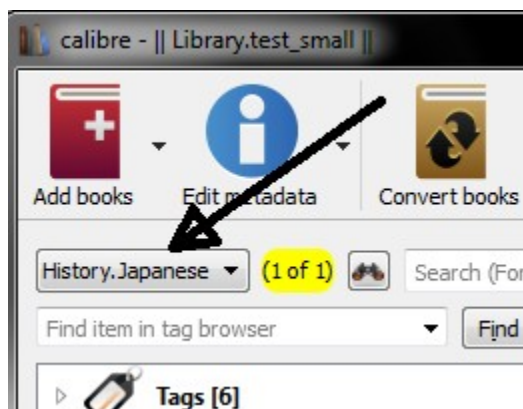 calibre - || Library.test_small ||
Add books Edit metadata Convert books
History.Japanese (1 of 1) Search (For
Find item in tag browser Find
Tags [6]